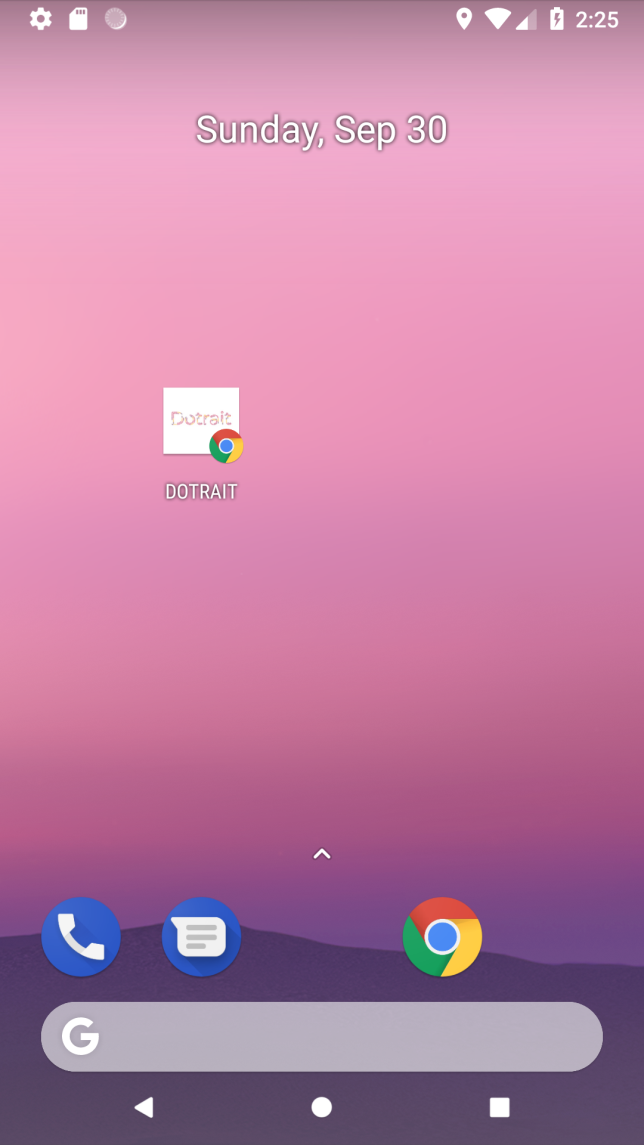 2:25
Sunday, Sep 30
Dotrait
DOTRAIT
G